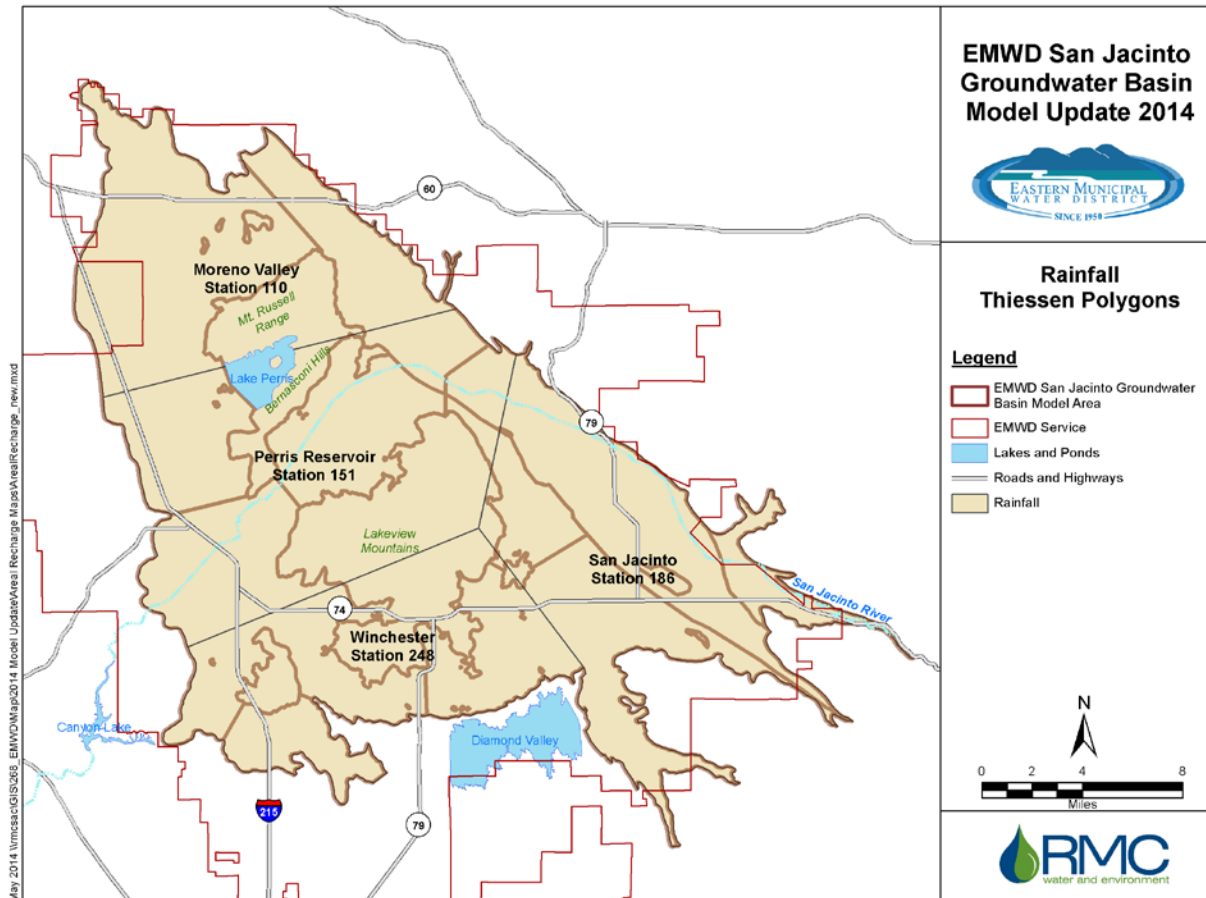 EMWD San Jacinto
Groundwater Basin
Model Update 2014
EASTERN MUNICIPAL
WATER DISTRICT
SINCE 1950
Rainfall
Thiessen Polygons
Legend
EMWD San Jacinto Groundwater
Basin Model Area
EMWD Service
Lakes and Ponds
Roads and Highways
Rainfall
N
0 2 4 8
Miles
RMC
water and environment
60
Moreno Valley
Station 110
Mt. Russell
Range
Lake Perris
Bernasconi Hills
79
Perris Reservoir
Station 151
Lakeview
Mountains
San Jacinto
Station 186
San Jacinto River
74
Winchester
Station 248
Canyon Lake
Diamond Valley
215
79